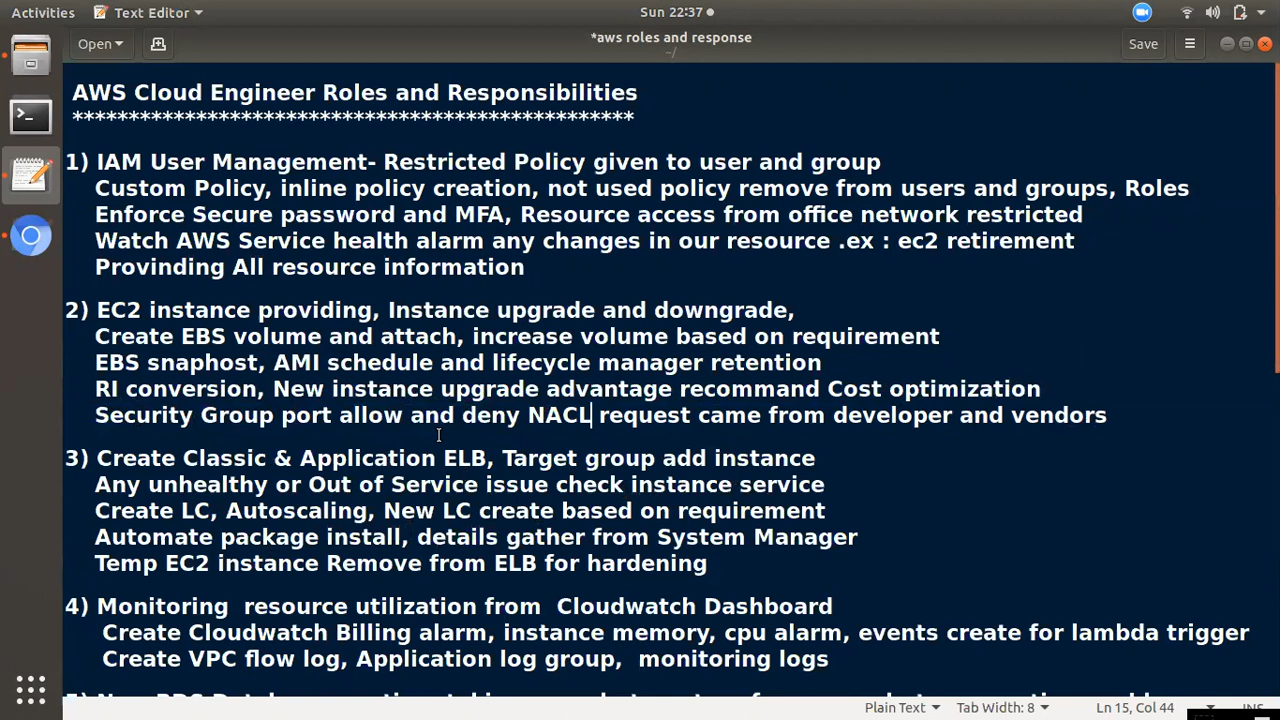 Activities Text Editor Sun 22:37
Open *aws roles and response Save
~/
AWS Cloud Engineer Roles and Responsibilities
**************************************************
1) IAM User Management- Restricted Policy given to user and group
Custom Policy, inline policy creation, not used policy remove from users and groups, Roles
Enforce Secure password and MFA, Resource access from office network restricted
Watch AWS Service health alarm any changes in our resource .ex : ec2 retirement
Provinding All resource information
2) EC2 instance providing, Instance upgrade and downgrade,
Create EBS volume and attach, increase volume based on requirement
EBS snaphost, AMI schedule and lifecycle manager retention
RI conversion, New instance upgrade advantage recommand Cost optimization
Security Group port allow and deny NACL request came from developer and vendors
3) Create Classic & Application ELB, Target group add instance
Any unhealthy or Out of Service issue check instance service
Create LC, Autoscaling, New LC create based on requirement
Automate package install, details gather from System Manager
Temp EC2 instance Remove from ELB for hardening
4) Monitoring  resource utilization from  Cloudwatch Dashboard
Create Cloudwatch Billing alarm, instance memory, cpu alarm, events create for lambda trigger
Create VPC flow log, Application log group,  monitoring logs
Plain Text Tab Width: 8 Ln 15, Col 44